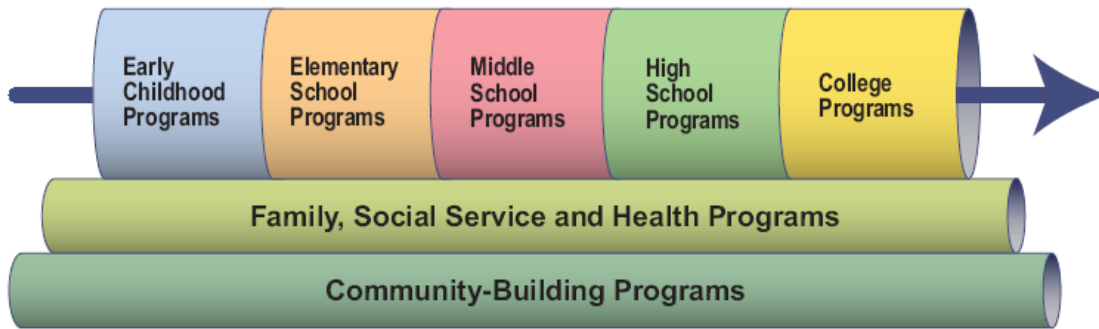 Early
Childhood
Programs
Elementary
School
Programs
Middle
School
Programs
High
School
Programs
College
Programs
Family, Social Service and Health Programs
Community-Building Programs